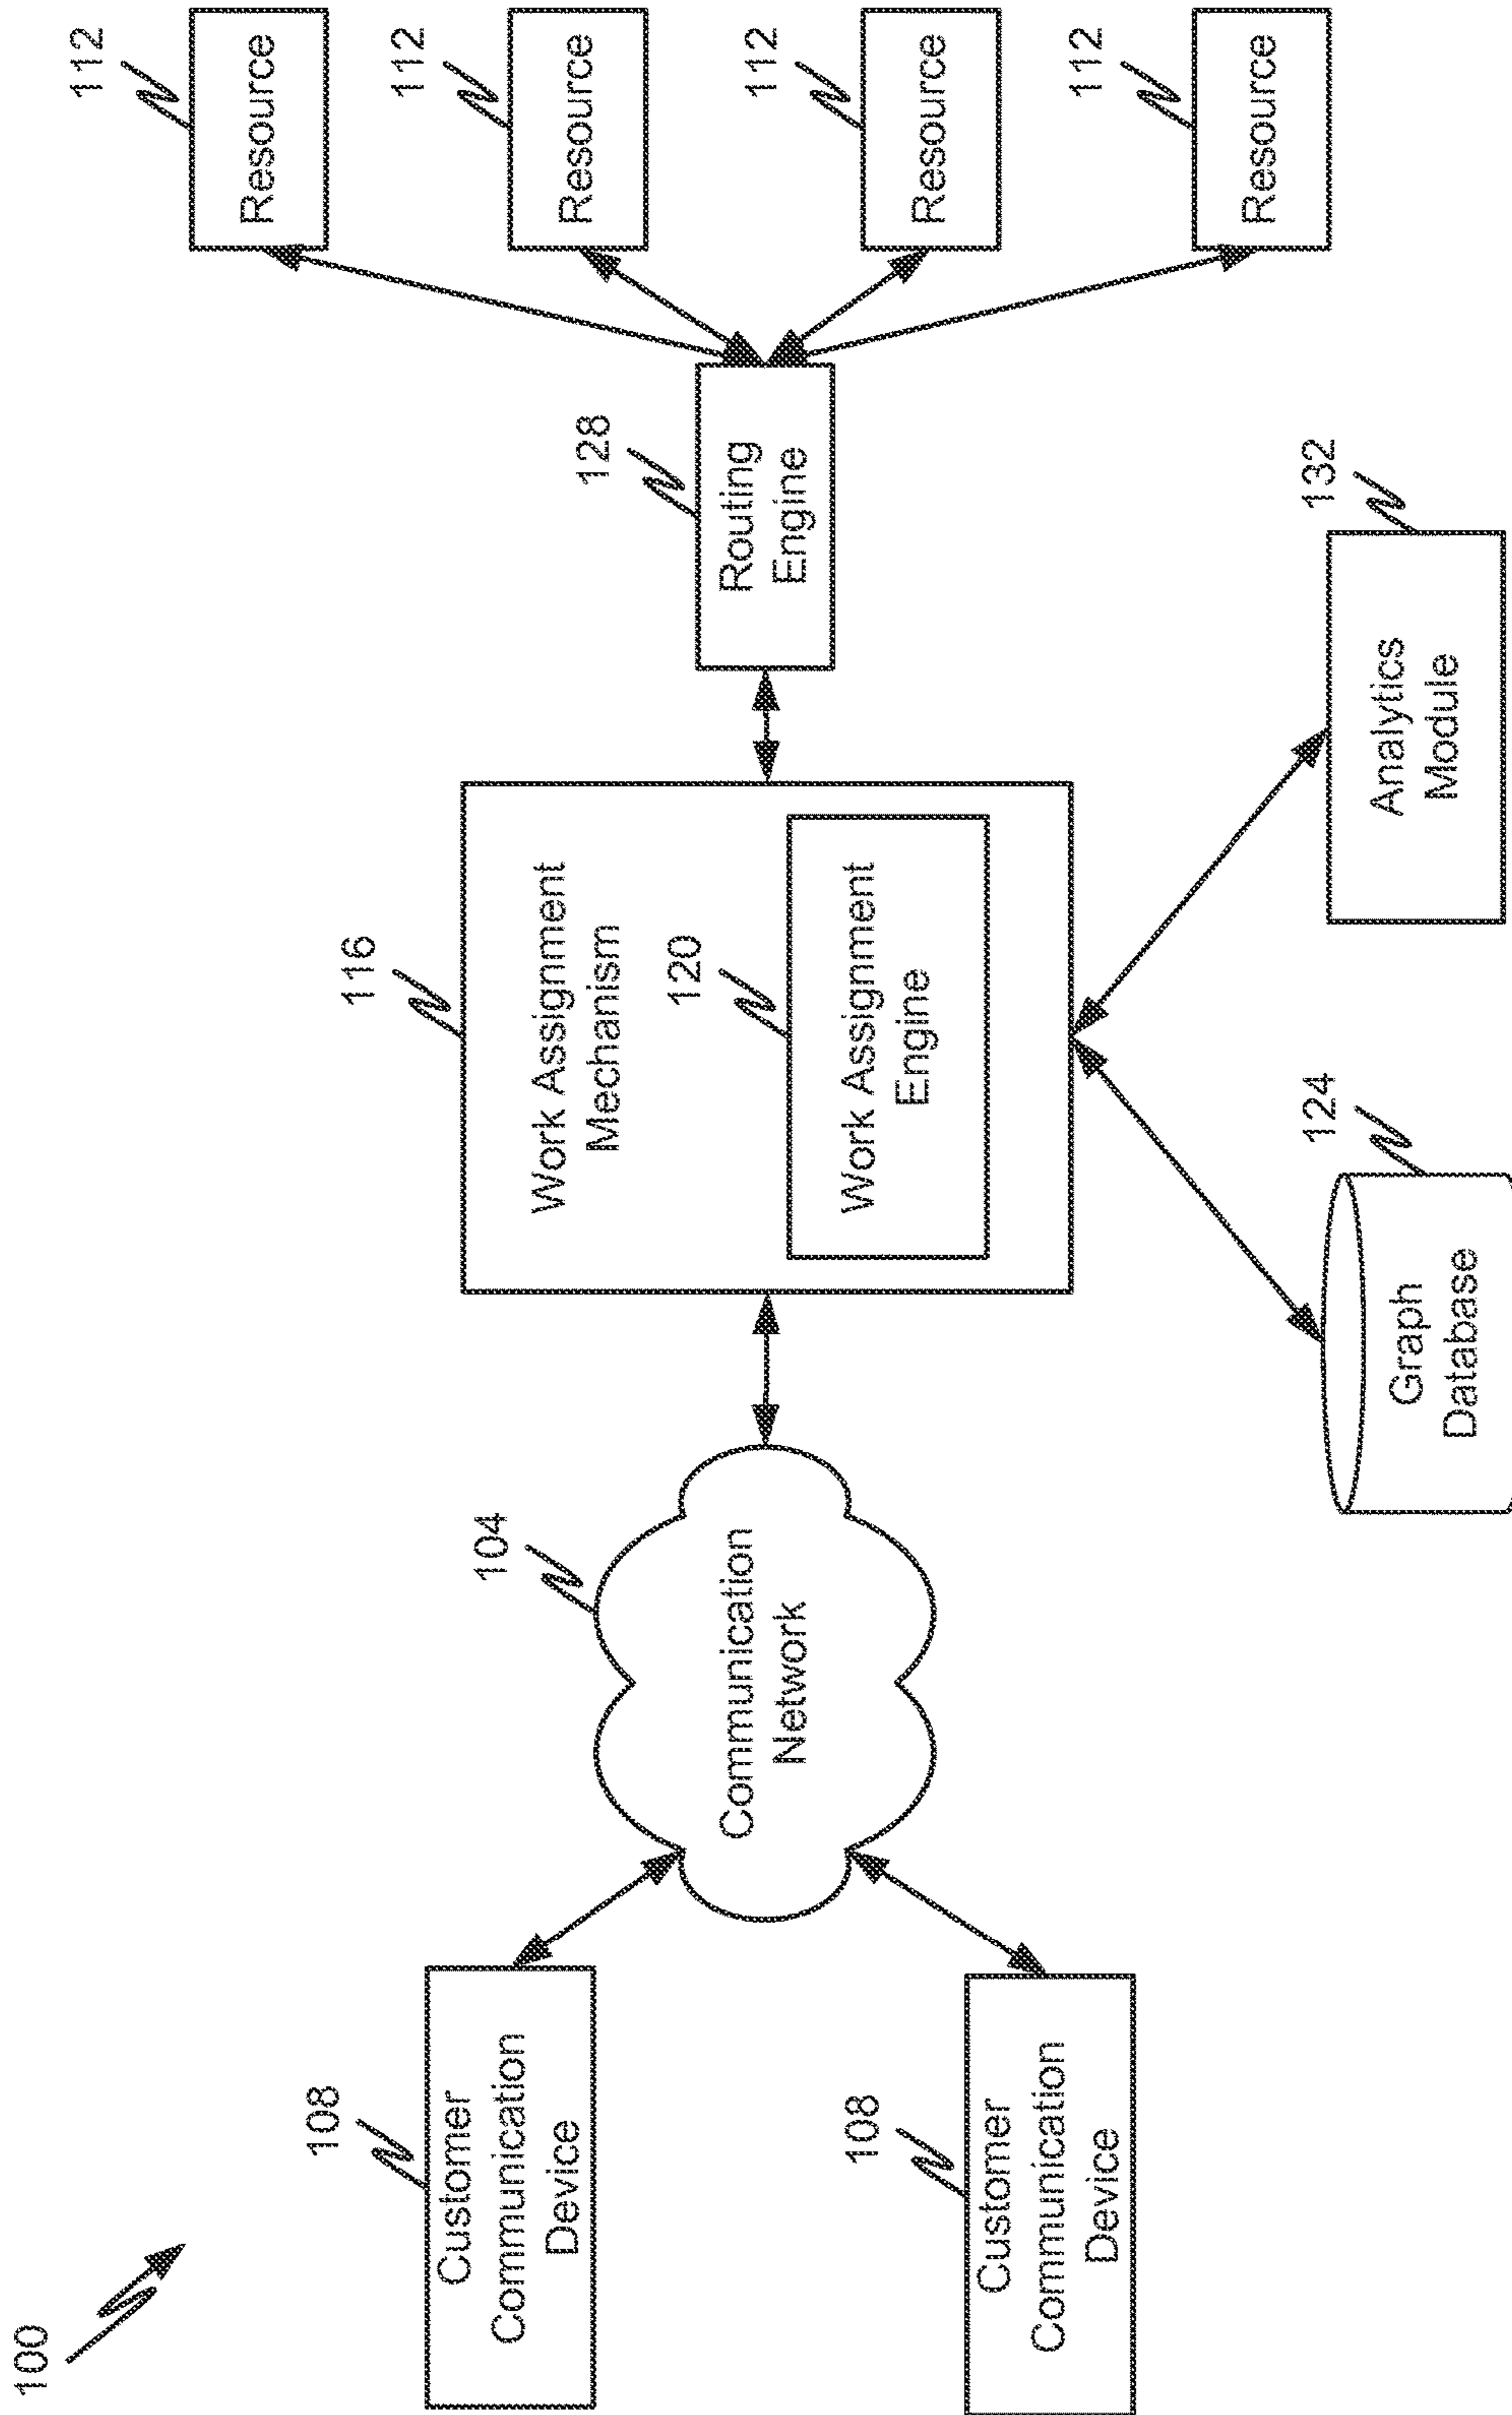 100
108
Customer
Communication
Device
108
Customer
Communication
Device
104
Communication
Network
116
Work Assignment
Mechanism
120
Work Assignment
Engine
124
Graph
Database
132
Analytics
Module
128
Routing
Engine
112
Resource
112
Resource
112
Resource
112
Resource